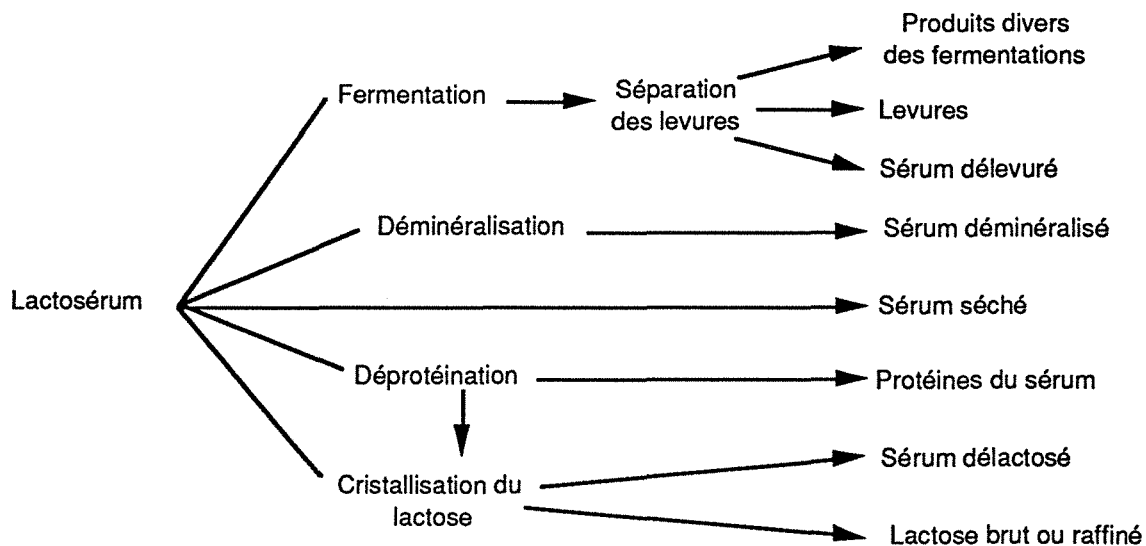 Produits divers
des fermentations
Fermentation
Séparation
des levures
Levures
Sérum délevuré
Déminéralisation
Sérum déminéralisé
Lactosérum
Sérum séché
Déprotéination
Protéines du sérum
Sérum délactosé
Cristallisation du
lactose
Lactose brut ou raffiné